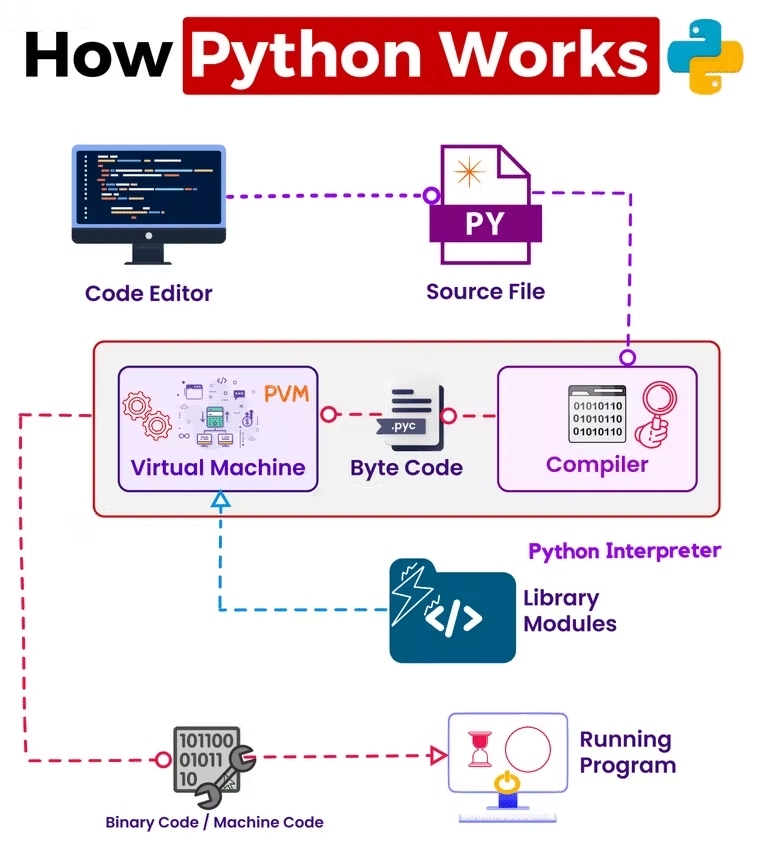 How Python Works
PY
Code Editor
Source File
PVM
Virtual Machine
.pyc
Byte Code
01010110
01010110
01010110
Compiler
Python Interpreter
</>
Library
Modules
101100
01011
10
Binary Code / Machine Code
Running
Program